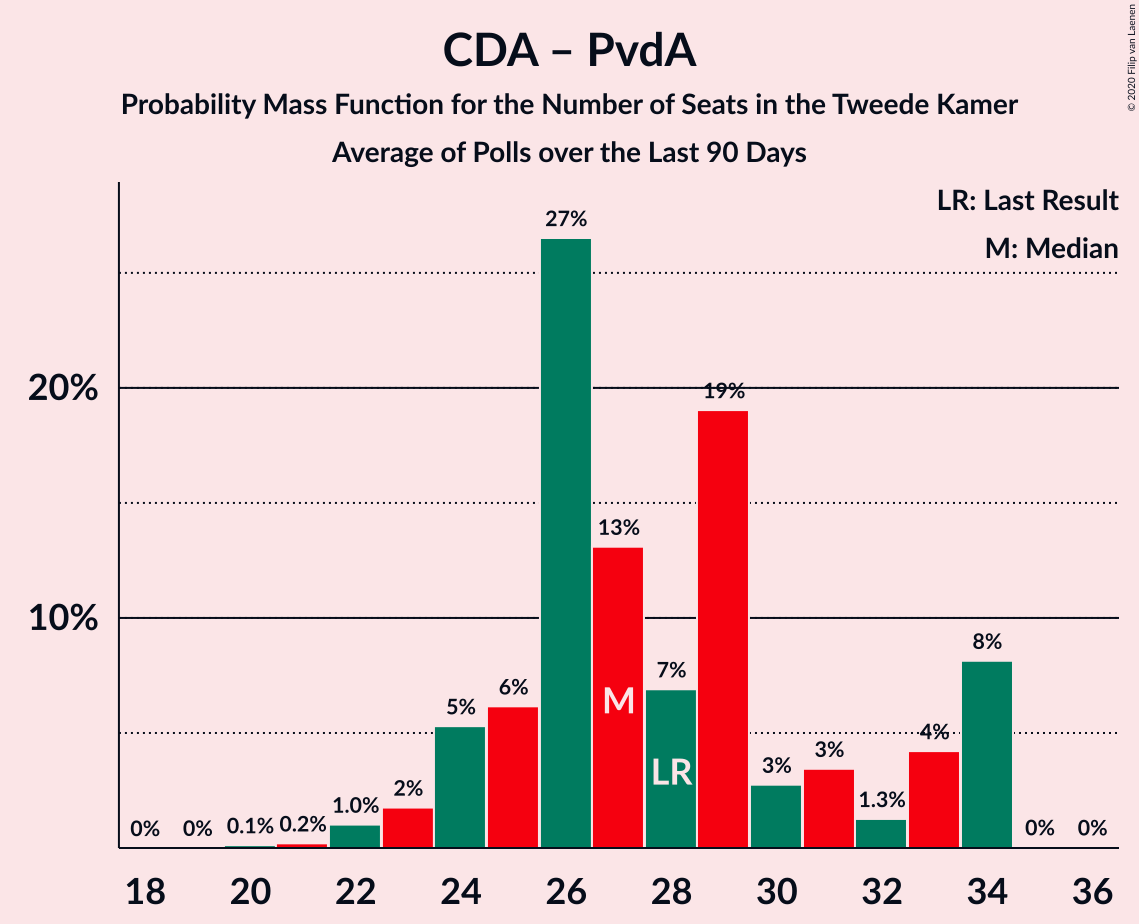 CDA – PvdA
Probability Mass Function for the Number of Seats in the Tweede Kamer
Average of Polls over the Last 90 Days
© 2020 Filip van Laenen
LR: Last Result
M: Median
20%
10%
0%
0%
0.1%
0.2%
1.0%
2%
5%
6%
27%
13%
7%
19%
3%
3%
1.3%
4%
8%
0%
0%
M
LR
18 20 22 24 26 28 30 32 34 36